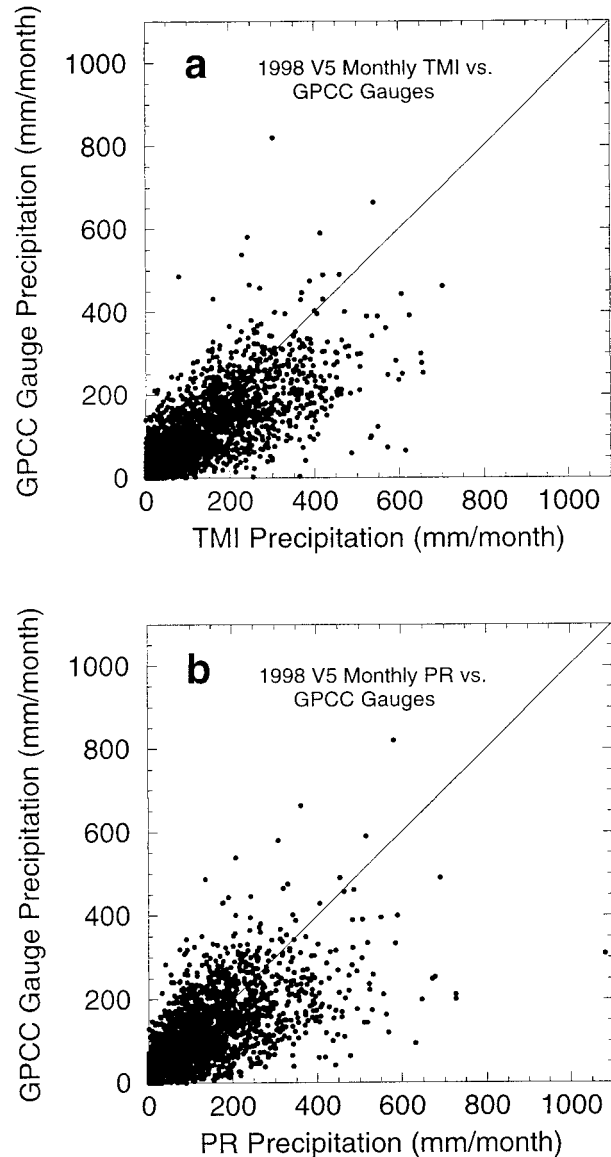 a
1998 V5 Monthly TMI vs.
GPCC Gauges
GPCC Gauge Precipitation (mm/month)
1000
800
600
400
200
0
0 200 400 600 800 1000
TMI Precipitation (mm/month)
b
1998 V5 Monthly PR vs.
GPCC Gauges
GPCC Gauge Precipitation (mm/month)
1000
800
600
400
200
0
0 200 400 600 800 1000
PR Precipitation (mm/month)